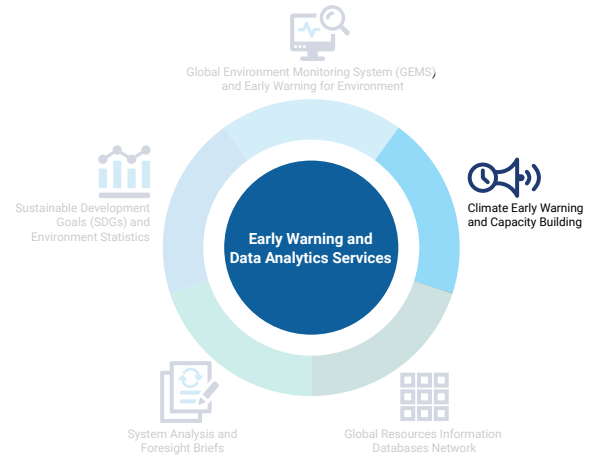 Global Environment Monitoring System (GEMS)
and Early Warning for Environment
Climate Early Warning
and Capacity Building
Sustainable Development
Goals (SDGs) and
Environment Statistics
Early Warning and
Data Analytics Services
System Analysis and
Foresight Briefs
Global Resources Information
Databases Network